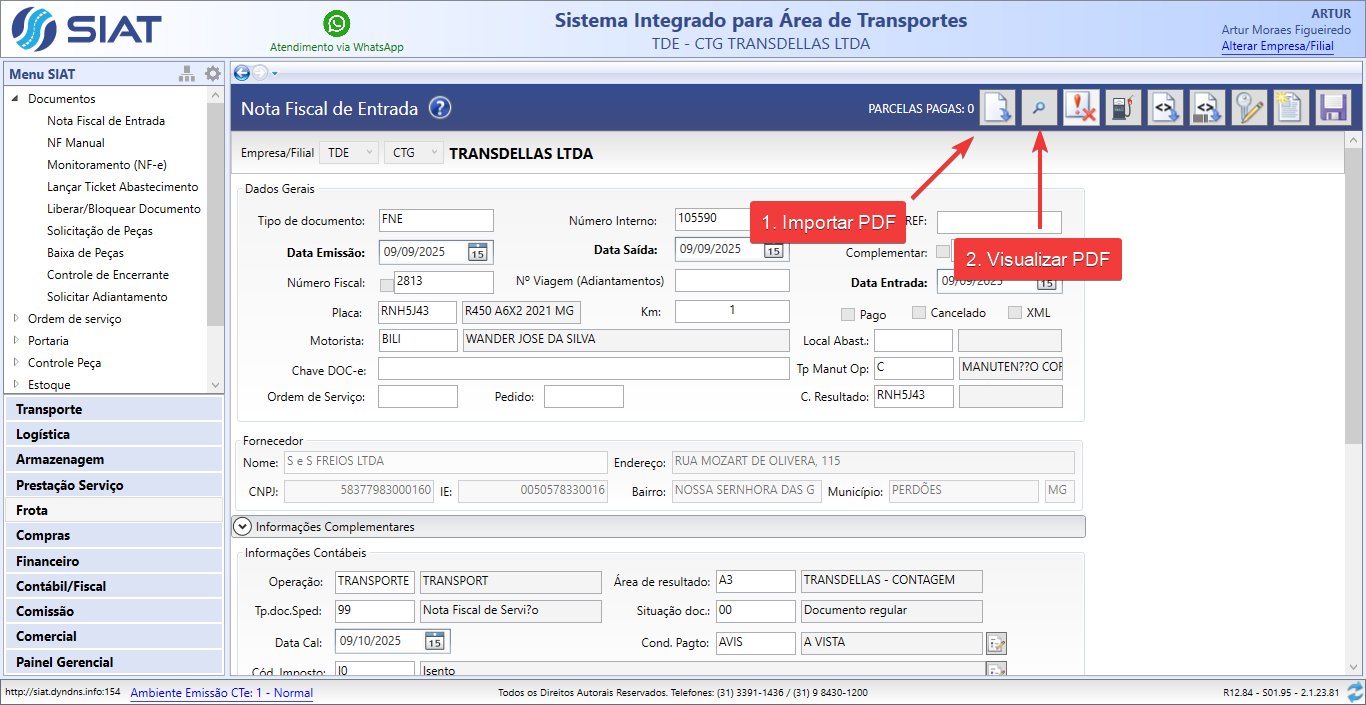 SIAT
Atendimento via WhatsApp
Sistema Integrado para Área de Transportes
TDE - CTG TRANSDELLAS LTDA
ARTUR
Artur Moraes Figueiredo
Alterar Empresa/Filial
Menu SIAT
Documentos
Nota Fiscal de Entrada
NF Manual
Monitoramento (NF-e)
Lançar Ticket Abastecimento
Liberar/Bloquear Documento
Solicitação de Peças
Baixa de Peças
Controle de Encerrante
Solicitar Adiantamento
Ordem de serviço
Portaria
Controle Peça
Estoque
Transporte
Logística
Armazenagem
Prestação Serviço
Frota
Compras
Financeiro
Contábil/Fiscal
Comissão
Comercial
Painel Gerencial
Nota Fiscal de Entrada ?
PARCELAS PAGAS: 0
Empresa/Filial TDE CTG TRANSDELLAS LTDA
1. Importar PDF
2. Visualizar PDF
Dados Gerais
Tipo de documento: FNE Número Interno: 105590 REF:
Data Emissão: 09/09/2025 15 Data Saída: 09/09/2025 15 Complementar:
Número Fiscal: 2813 Nº Viagem (Adiantamentos) Data Entrada: 09/09/2025 15
Placa: RNH5J43 R450 A6X2 2021 MG Km: 1 Pago Cancelado XML
Motorista: BILI WANDER JOSE DA SILVA Local Abast.:
Chave DOC-e: Tp Manut Op: C MANUTEN??O COF
Ordem de Serviço: Pedido: C. Resultado: RNH5J43
Fornecedor
Nome: S e S FREIOS LTDA Endereço: RUA MOZART DE OLIVERA, 115
CNPJ: 58377983000160 IE: 0050578330016 Bairro: NOSSA SERNHORA DAS G Município: PERDÕES MG
Informações Complementares
Informações Contábeis
Operação: TRANSPORTE TRANSPORT Área de resultado: A3 TRANSDELLAS - CONTAGEM
Tp.doc.Sped: 99 Nota Fiscal de Servi?o Situação doc.: 00 Documento regular
Data Cal: 09/10/2025 15 Cond. Pagto: AVIS A VISTA
Cód. Imposto: I0 Isento
http://siat.dyndns.info:154 Ambiente Emissão CTe: 1 - Normal
Todos os Direitos Autorais Reservados. Telefones: (31) 3391-1436 / (31) 9 8430-1200
R12.84 - S01.95 - 2.1.23.81